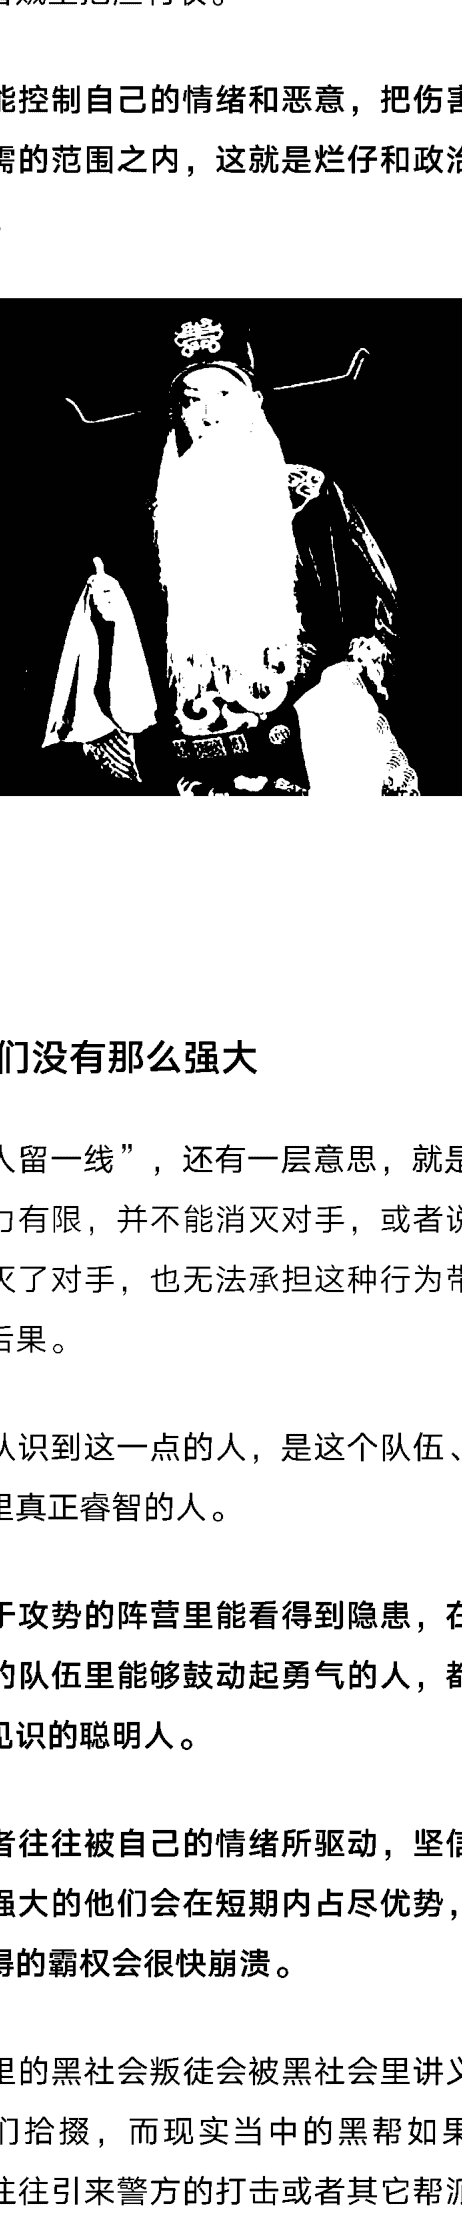 能控制自己的情绪和恶意，把伤害
需的范围之内，这就是烂仔和政治
。
们没有那么强大
人留一线”，还有一层意思，就是
力有限，并不能消灭对手，或者说
灭了对手，也无法承担这种行为带
后果。
认识到这一点的人，是这个队伍、
里真正睿智的人。
于攻势的阵营里能看得到隐患，在
的队伍里能够鼓动起勇气的人，都
见识的聪明人。
者往往被自己的情绪所驱动，坚信
强大的他们会在短期内占尽优势，
得的霸权会很快崩溃。
里的黑社会叛徒会被黑社会里讲义
们拾掇，而现实当中的黑帮如果
往往引来警方的打击或者其它帮派